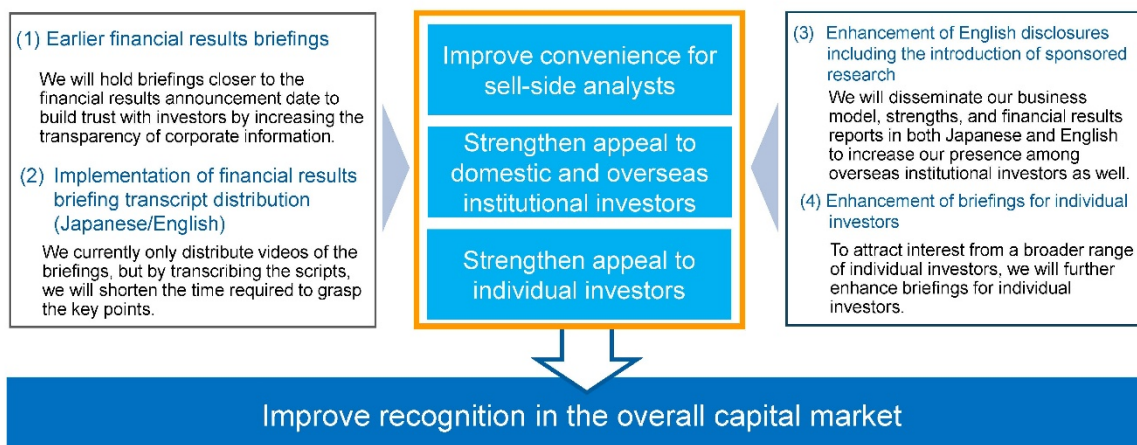 (1) Earlier financial results briefings
We will hold briefings closer to the
financial results announcement date to
build trust with investors by increasing the
transparency of corporate information.
(2) Implementation of financial results
briefing transcript distribution
(Japanese/English)
We currently only distribute videos of the
briefings, but by transcribing the scripts,
we will shorten the time required to grasp
the key points.
Improve convenience for
sell-side analysts
Strengthen appeal to
domestic and overseas
institutional investors
Strengthen appeal to
individual investors
(3) Enhancement of English disclosures
including the introduction of sponsored
research
We will disseminate our business
model, strengths, and financial results
reports in both Japanese and English
to increase our presence among
overseas institutional investors as well.
(4) Enhancement of briefings for individual
investors
To attract interest from a broader range
of individual investors, we will further
enhance briefings for individual
investors.
Improve recognition in the overall capital market